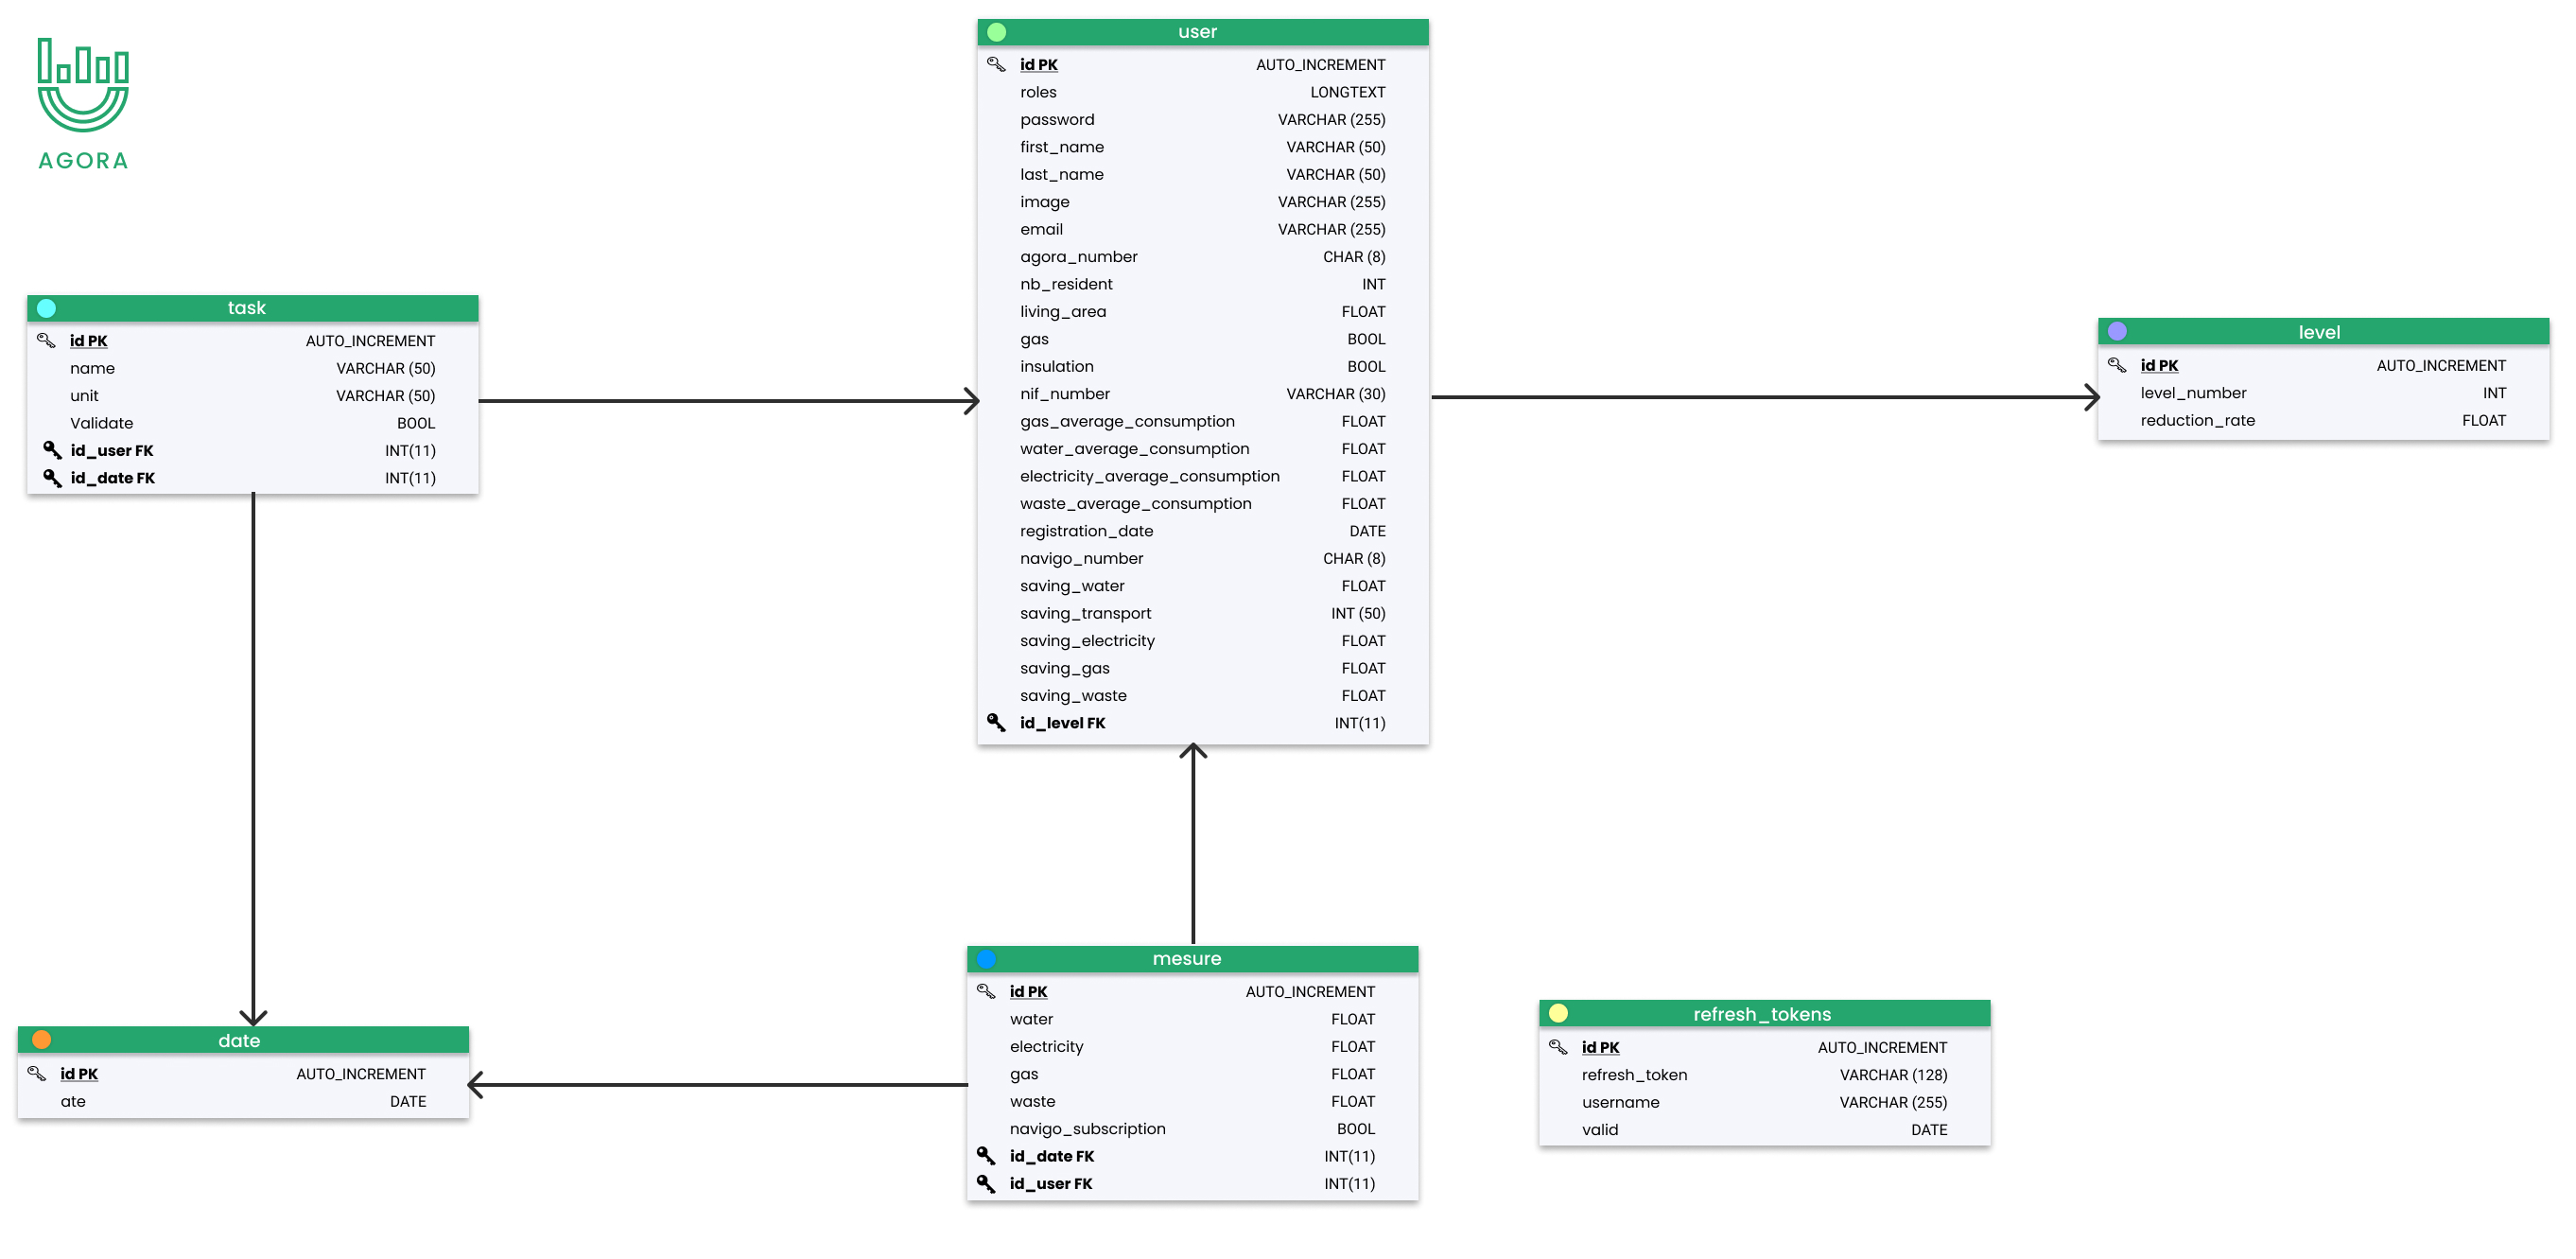 AGORA
user
id PK AUTO_INCREMENT
roles LONGTEXT
password VARCHAR (255)
first_name VARCHAR (50)
last_name VARCHAR (50)
image VARCHAR (255)
email VARCHAR (255)
agora_number CHAR (8)
nb_resident INT
living_area FLOAT
gas BOOL
insulation BOOL
nif_number VARCHAR (30)
gas_average_consumption FLOAT
water_average_consumption FLOAT
electricity_average_consumption FLOAT
waste_average_consumption FLOAT
registration_date DATE
navigo_number CHAR (8)
saving_water FLOAT
saving_transport INT (50)
saving_electricity FLOAT
saving_gas FLOAT
saving_waste FLOAT
id_level FK INT(11)
task
id PK AUTO_INCREMENT
name VARCHAR (50)
unit VARCHAR (50)
Validate BOOL
id_user FK INT(11)
id_date FK INT(11)
level
id PK AUTO_INCREMENT
level_number INT
reduction_rate FLOAT
date
id PK AUTO_INCREMENT
ate DATE
mesure
id PK AUTO_INCREMENT
water FLOAT
electricity FLOAT
gas FLOAT
waste FLOAT
navigo_subscription BOOL
id_date FK INT(11)
id_user FK INT(11)
refresh_tokens
id PK AUTO_INCREMENT
refresh_token VARCHAR (128)
username VARCHAR (255)
valid DATE